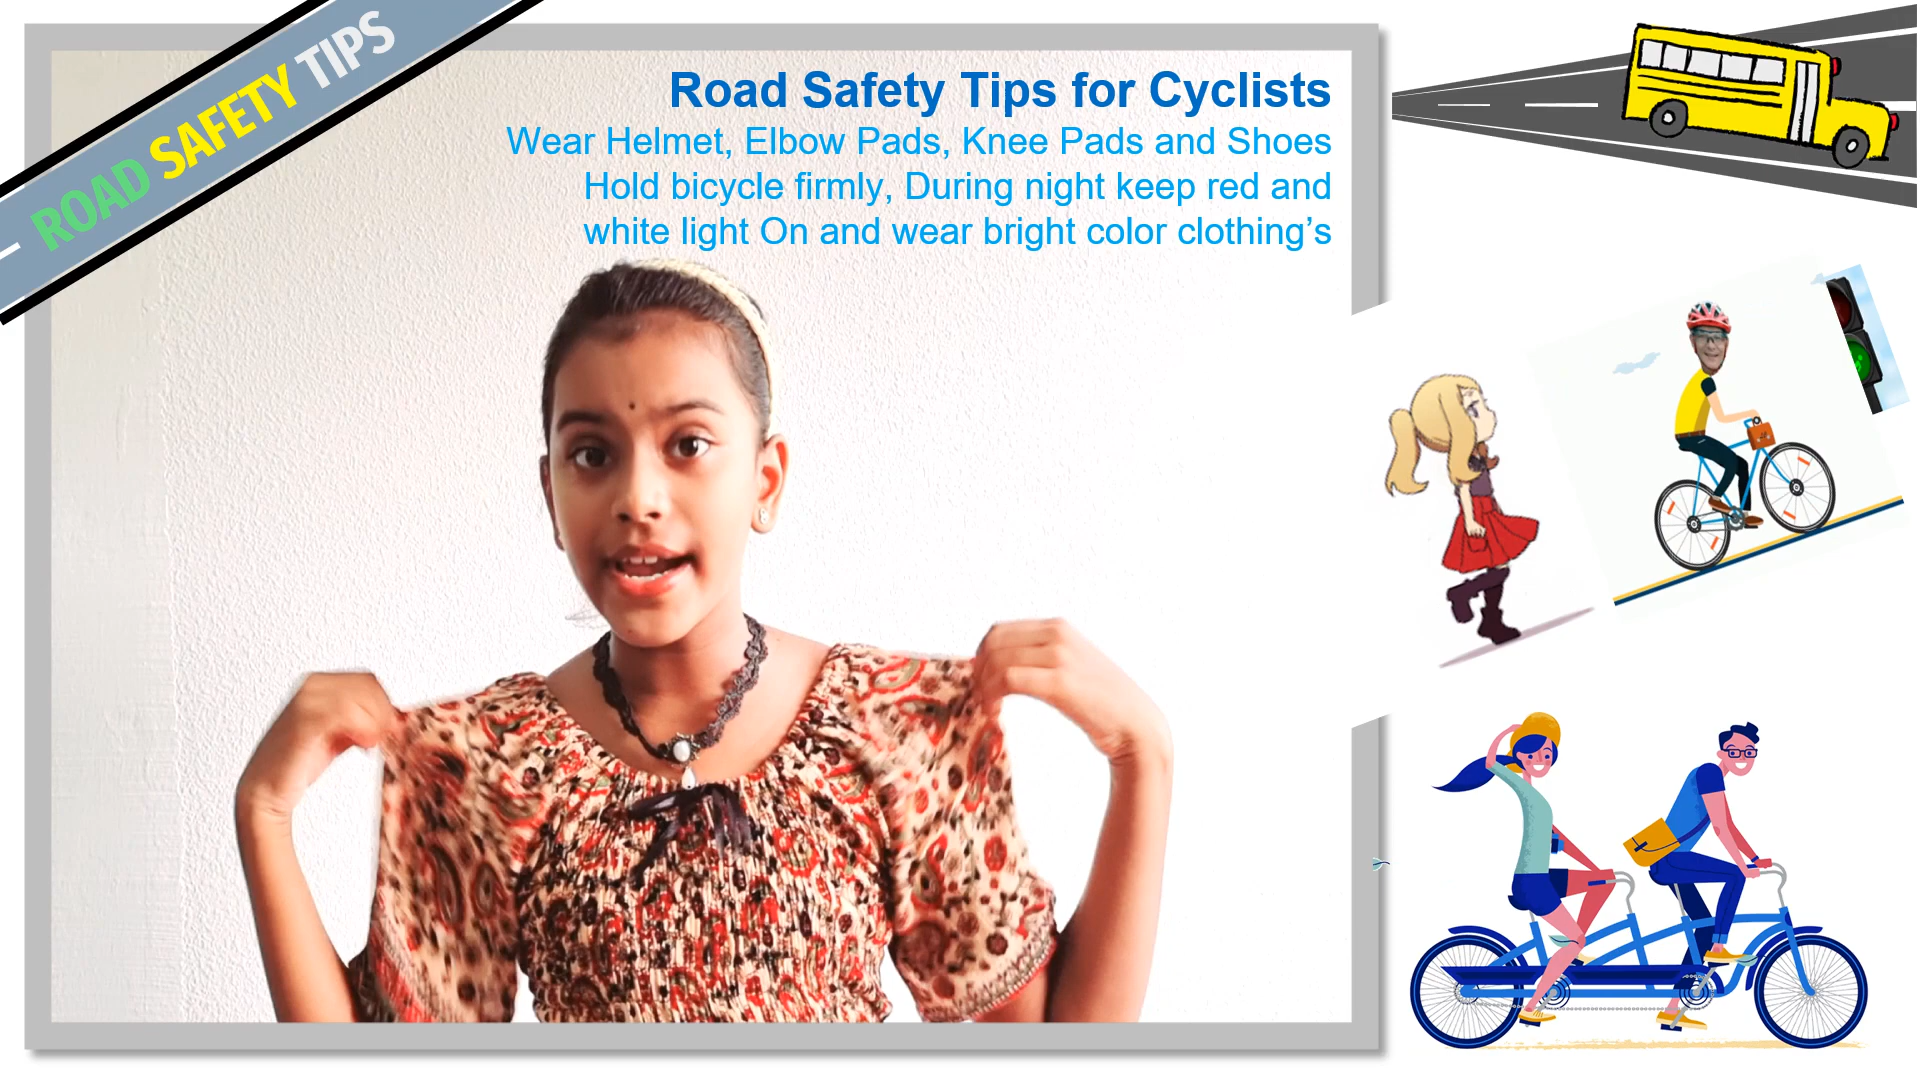 ROAD SAFETY TIPS
Road Safety Tips for Cyclists
Wear Helmet, Elbow Pads, Knee Pads and Shoes
Hold bicycle firmly, During night keep red and
white light On and wear bright color clothing’s